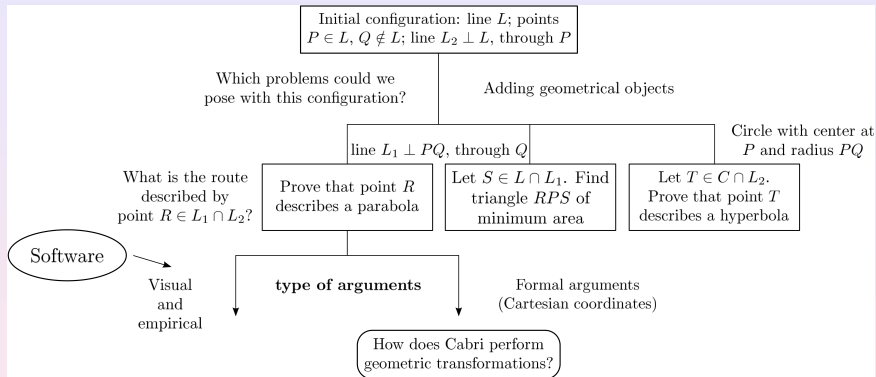 Initial configuration: line L; points
P ∈ L, Q ∉ L; line L₂ ⊥ L, through P
Which problems could we
pose with this configuration?
Adding geometrical objects
line L₁ ⊥ PQ, through Q
Circle with center at
P and radius PQ
What is the route
described by
point R ∈ L₁ ∩ L₂?
Prove that point R
describes a parabola
Let S ∈ L ∩ L₁. Find
triangle RPS of
minimum area
Let T ∈ C ∩ L₂.
Prove that point T
describes a hyperbola
Software
Visual
and
empirical
type of arguments
Formal arguments
(Cartesian coordinates)
How does Cabri perform
geometric transformations?